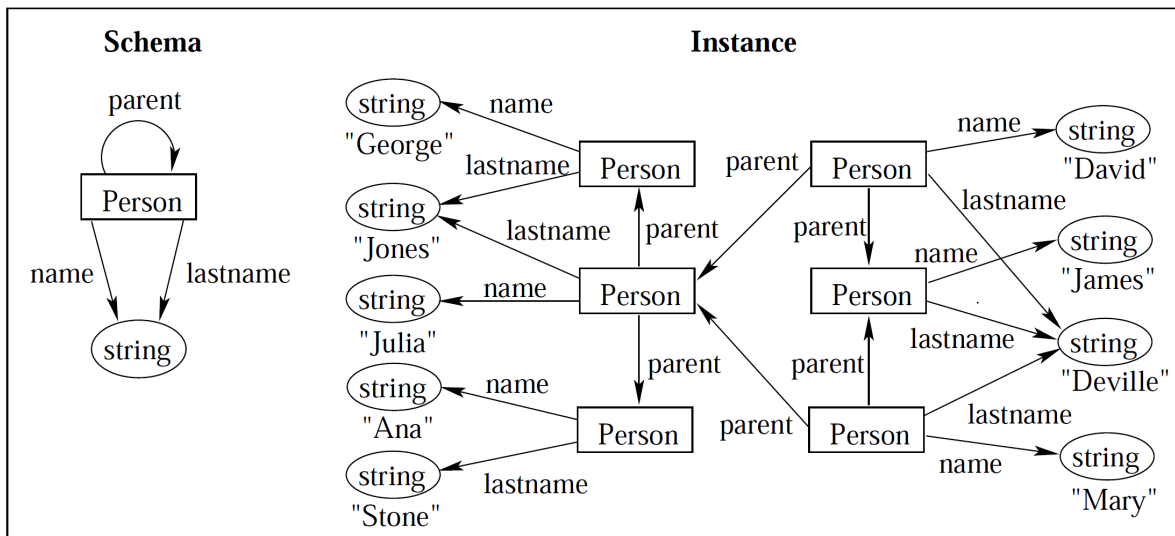 Schema
parent
Person
name
lastname
string
Instance
string
"George"
name
lastname
Person
string
"Jones"
lastname
parent
string
"Julia"
name
Person
parent
string
"Ana"
name
Person
string
"Stone"
lastname
parent
Person
name
string
"David"
lastname
parent
name
string
"James"
Person
lastname
string
"Deville"
parent
parent
Person
lastname
name
string
"Mary"